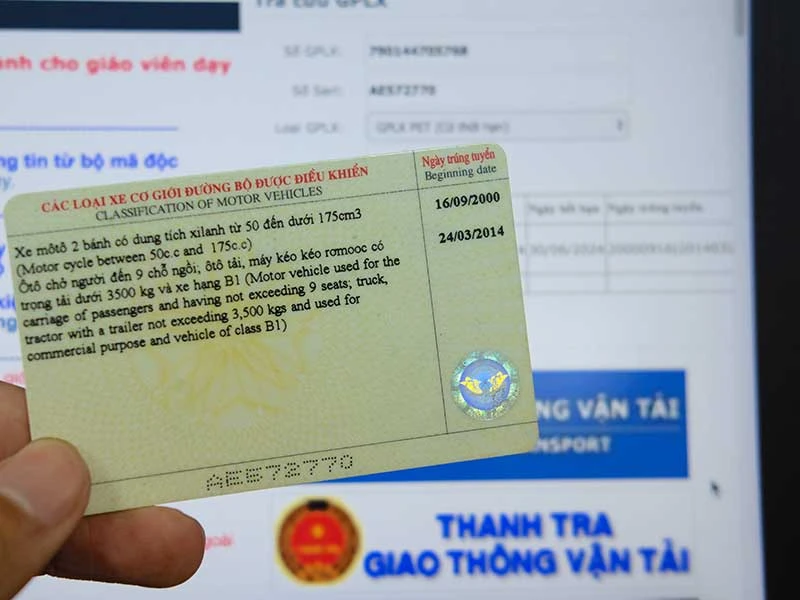 Tra cứu GPLX
ành cho giáo viên dạy
Số GPLX:
790144705768
Số Seri:
AE572770
Loại GPLX:
GPLX PET (Có thời hạn)
ng tin từ bộ mã độc
CÁC LOẠI XE CƠ GIỚI ĐƯỜNG BỘ ĐƯỢC ĐIỀU KHIỂN
CLASSIFICATION OF MOTOR VEHICLES
Ngày trúng tuyển
Beginning date
Xe môtô 2 bánh có dung tích xilanh từ 50 đến dưới 175cm3
(Motor cycle between 50c.c and 175c.c)
16/09/2000
Ôtô chở người đến 9 chỗ ngồi; ôtô tải, máy kéo kéo rơmooc có
trọng tải dưới 3500 kg và xe hạng B1 (Motor vehicle used for the
carriage of passengers and having not exceeding 9 seats; truck,
tractor with a trailer not exceeding 3,500 kgs and used for
commercial purpose and vehicle of class B1)
24/03/2014
AE572770
Ngày hết hạn
Ngày trúng tuyển
NG VẬN TẢI
NSPORT
THANH TRA
GIAO THÔNG VẬN TẢI